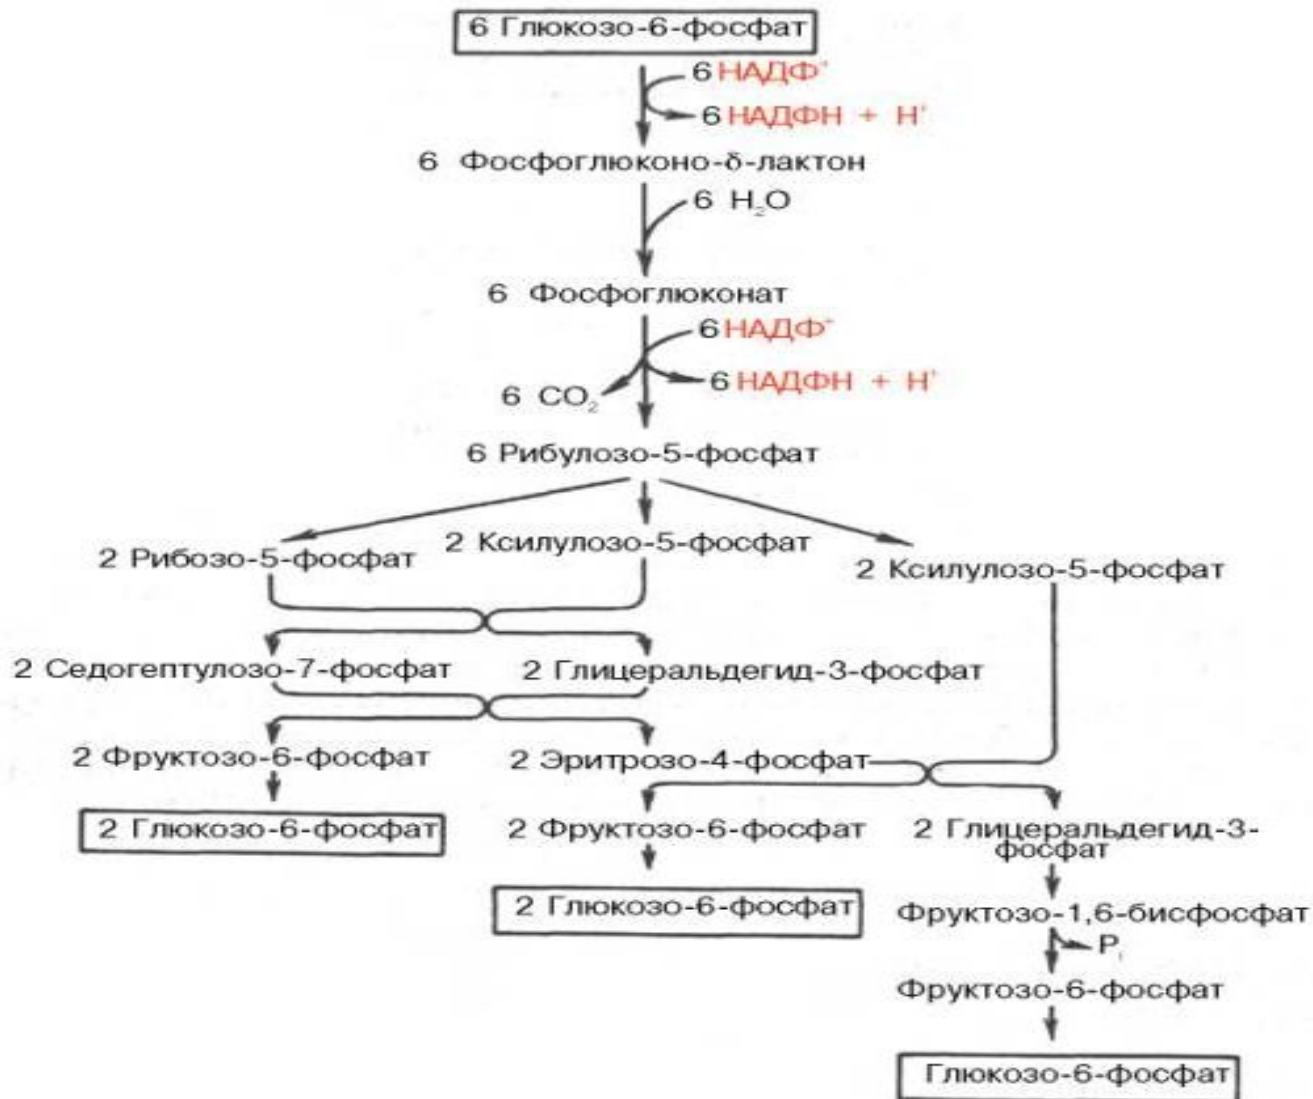 6 Глюкозо-6-фосфат
6 НАДФ⁺
6 НАДФН + Н⁺
6 Фосфоглюконо-δ-лактон
6 H₂O
6 Фосфоглюконат
6 НАДФ⁺
6 НАДФН + Н⁺
6 CO₂
6 Рибулозо-5-фосфат
2 Рибозо-5-фосфат
2 Ксилулозо-5-фосфат
2 Ксилулозо-5-фосфат
2 Седогептулозо-7-фосфат
2 Глицеральдегид-3-фосфат
2 Фруктозо-6-фосфат
2 Эритрозо-4-фосфат
2 Глюкозо-6-фосфат
2 Фруктозо-6-фосфат
2 Глицеральдегид-3-
фосфат
2 Глюкозо-6-фосфат
Фруктозо-1,6-бисфосфат
Pᵢ
Фруктозо-6-фосфат
Глюкозо-6-фосфат